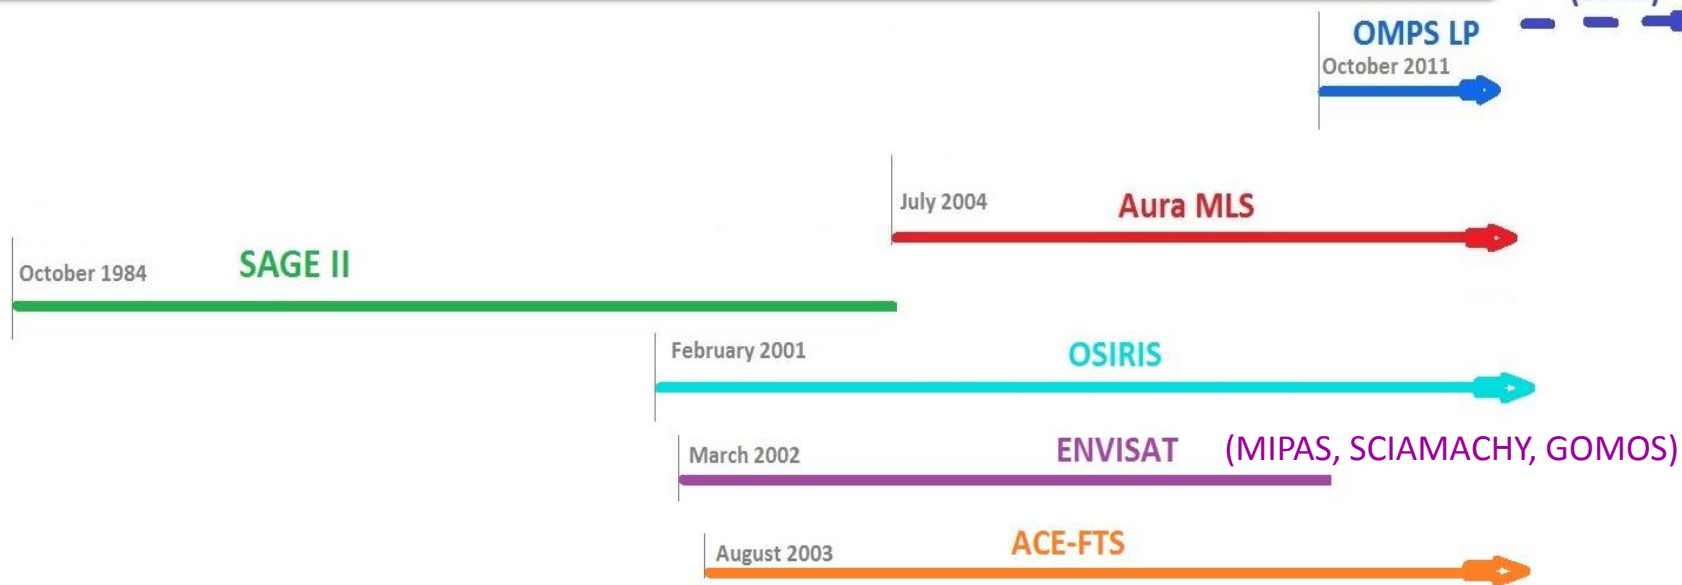 OMPS LP
October 2011
July 2004
Aura MLS
October 1984
SAGE II
February 2001
OSIRIS
March 2002
ENVISAT (MIPAS, SCIAMACHY, GOMOS)
August 2003
ACE-FTS